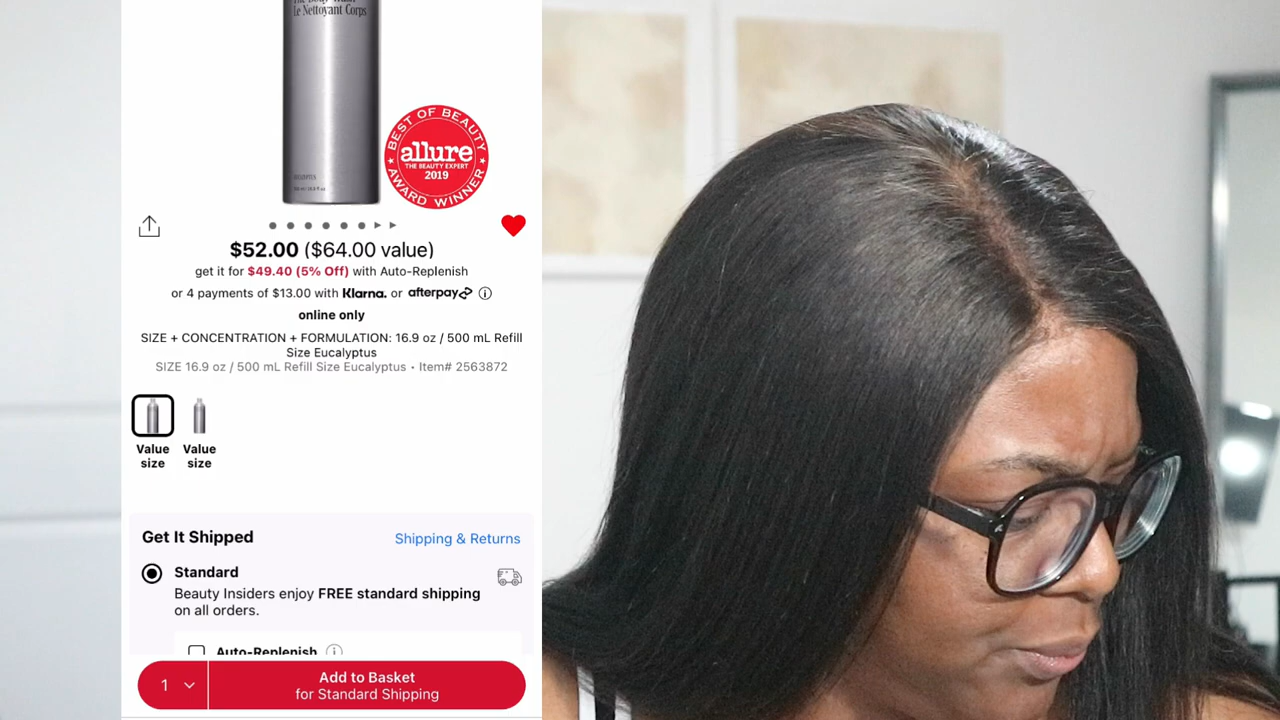 The Body Wash
Le Nettoyant Corps
BEST OF BEAUTY
allure
THE BEAUTY EXPERT
2019
AWARD WINNER
EUCALYPTUS
$52.00 ($64.00 value)
get it for $49.40 (5% Off) with Auto-Replenish
or 4 payments of $13.00 with Klarna. or afterpay
online only
SIZE + CONCENTRATION + FORMULATION: 16.9 oz / 500 mL Refill
Size Eucalyptus
SIZE 16.9 oz / 500 mL Refill Size Eucalyptus • Item# 2563872
Value size
Value size
Get It Shipped
Shipping & Returns
Standard
Beauty Insiders enjoy FREE standard shipping
on all orders.
Auto-Replenish
1
Add to Basket
for Standard Shipping